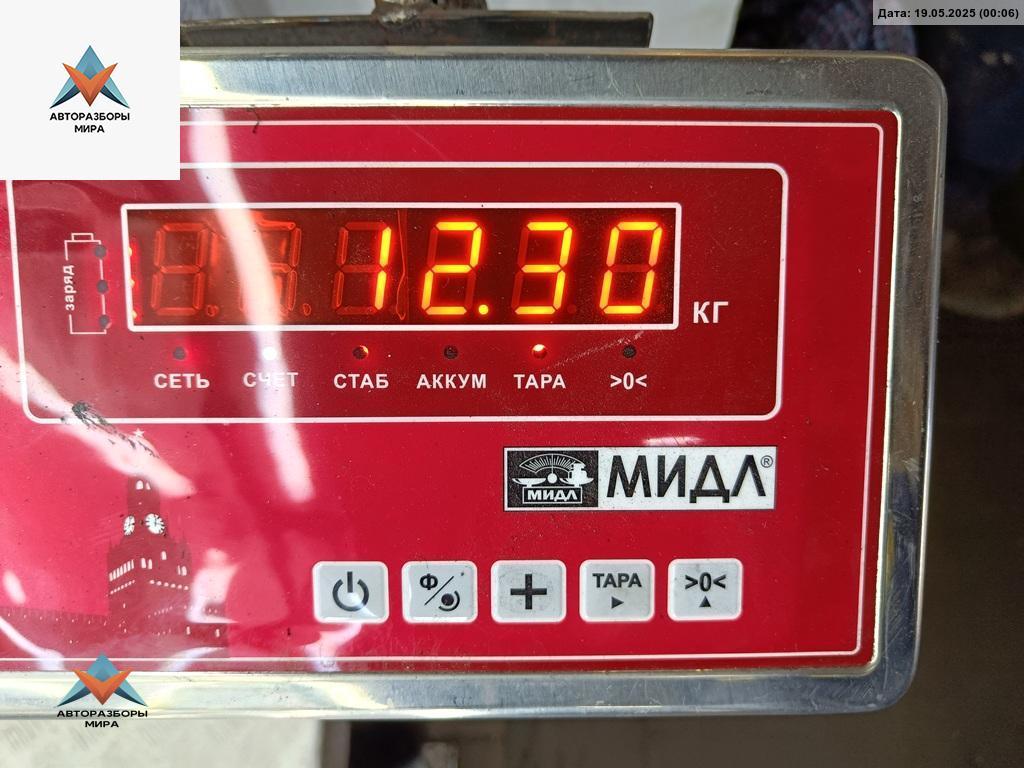 Дата: 19.05.2025 (00:06)
АВТОРАЗБОРЫ
МИРА
заряд
12.30
КГ
СЕТЬ СЧЕТ СТАБ АККУМ ТАРА >0<
МИДЛ МИДЛ®
Ф/ + ТАРА >0<
АВТОРАЗБОРЫ
МИРА